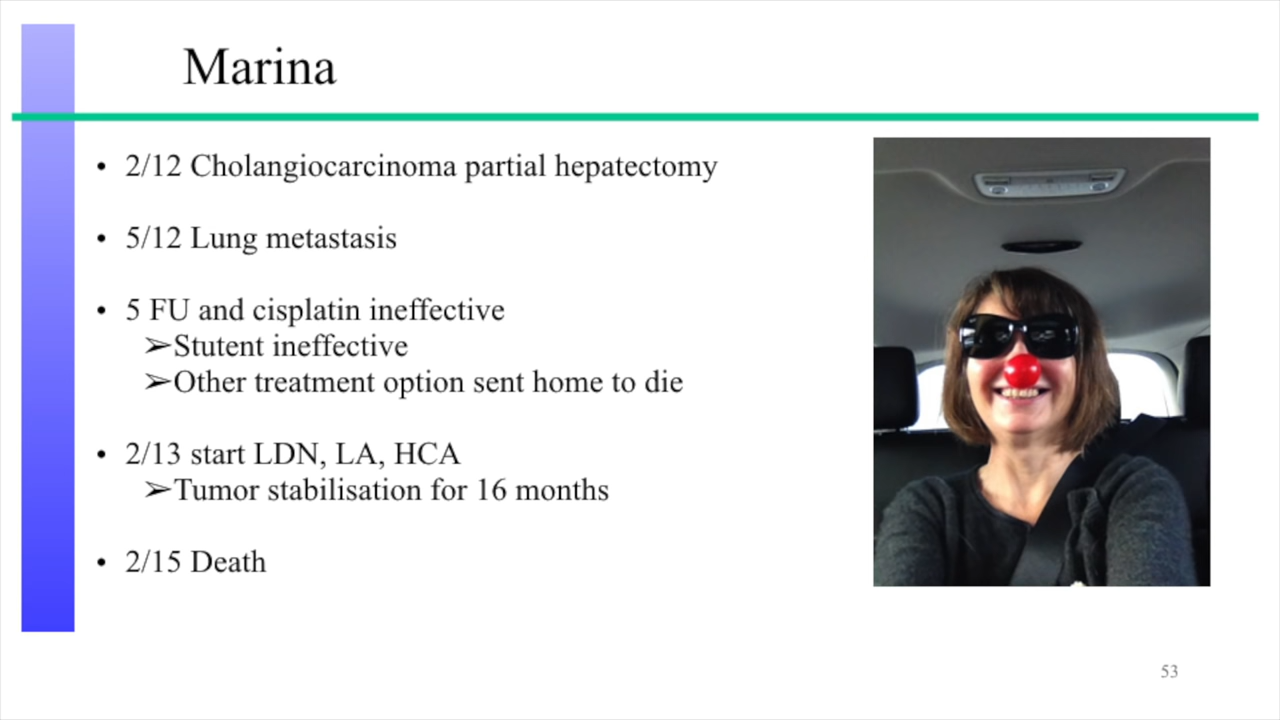 Marina
• 2/12 Cholangiocarcinoma partial hepatectomy
• 5/12 Lung metastasis
• 5 FU and cisplatin ineffective
➢Stutent ineffective
➢Other treatment option sent home to die
• 2/13 start LDN, LA, HCA
➢Tumor stabilisation for 16 months
• 2/15 Death
53